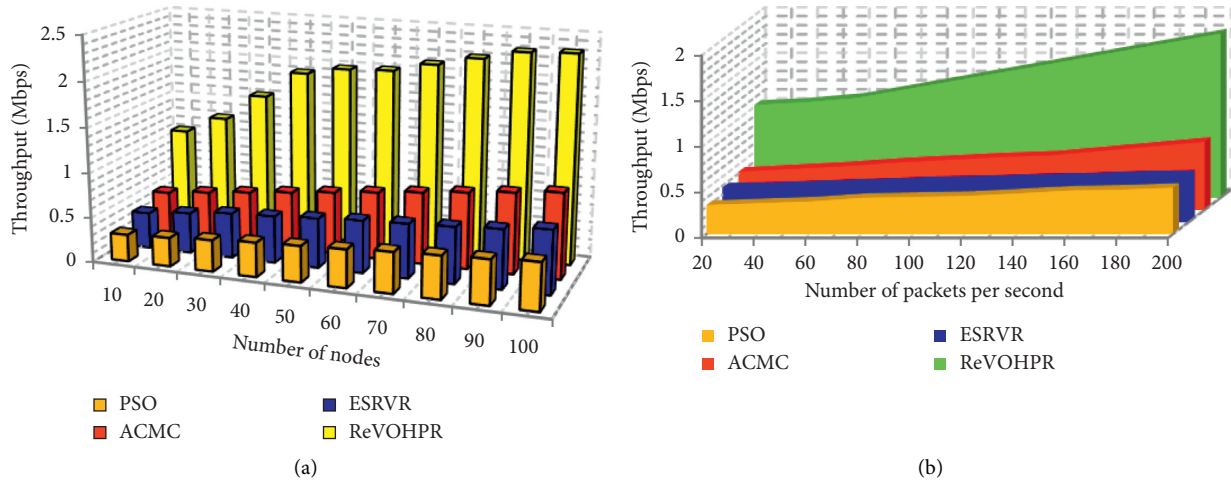 Throughput (Mbps)
2.5
2
1.5
1
0.5
0
10
20
30
40
50
60
70
80
90
100
Number of nodes
PSO
ESRVR
ACMC
ReVOHPR
(a)
Throughput (Mbps)
2
1.5
1
0.5
0
20
40
60
80
100
120
140
160
180
200
Number of packets per second
PSO
ESRVR
ACMC
ReVOHPR
(b)